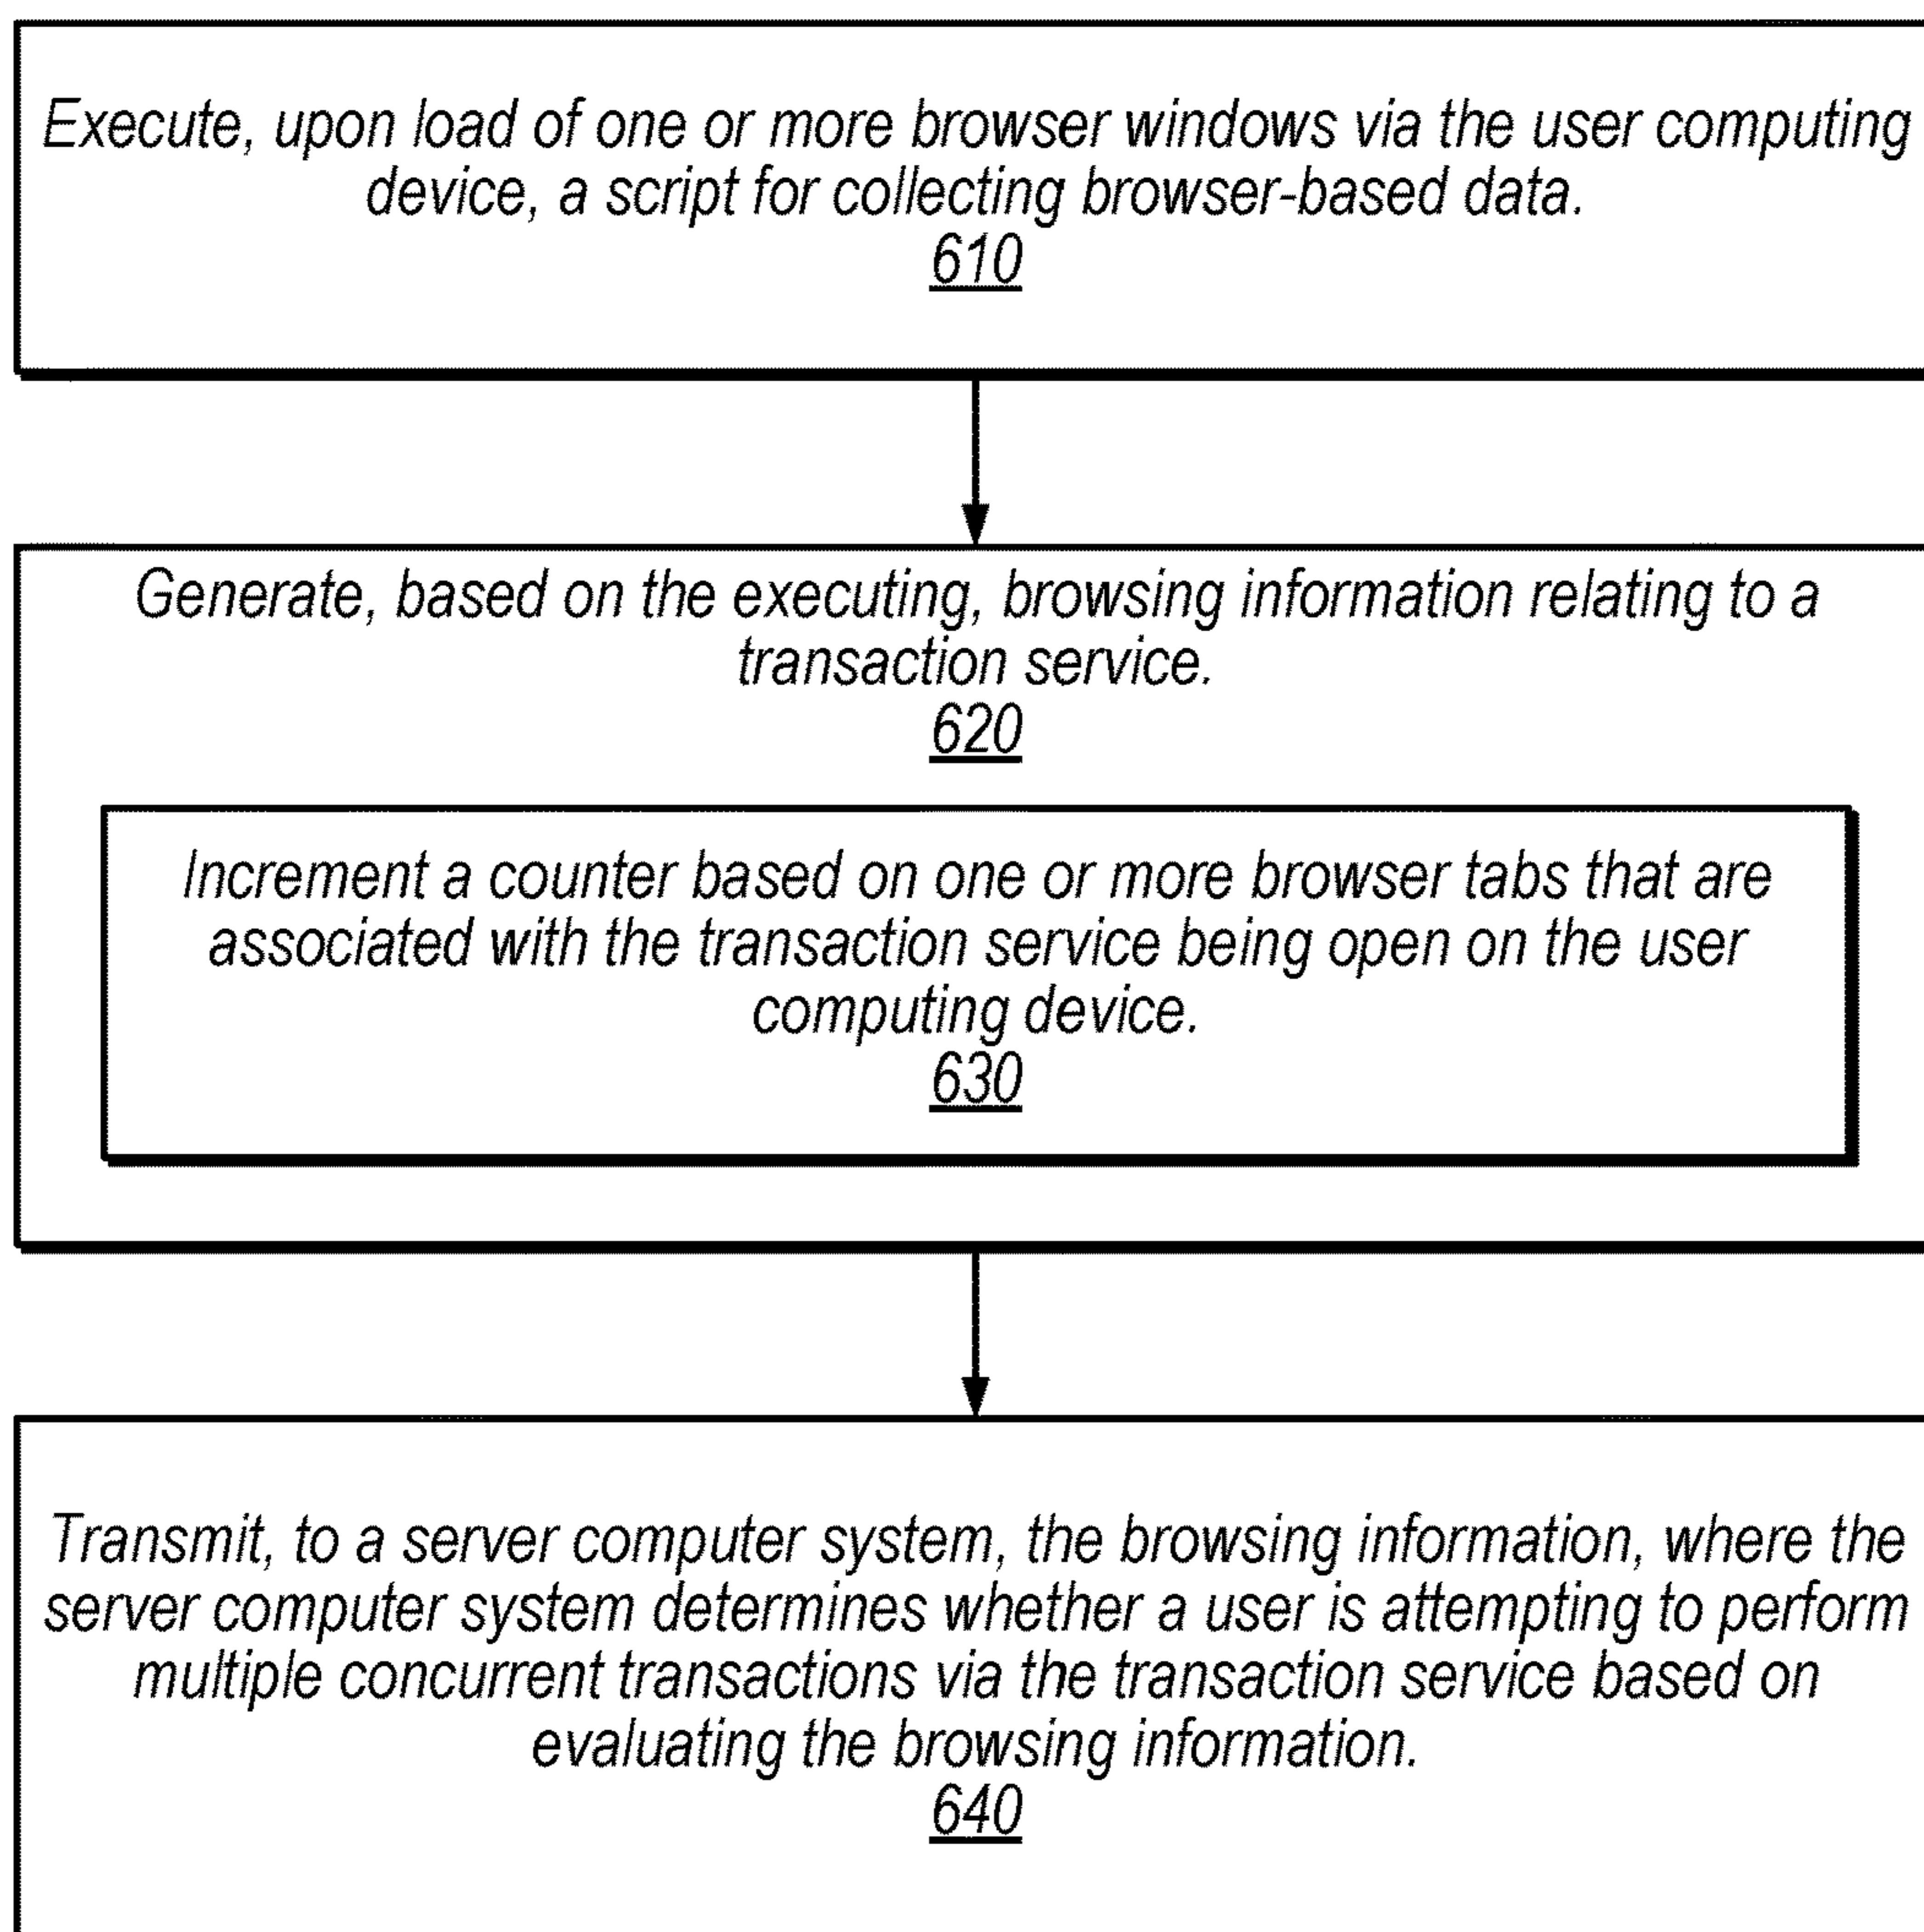 Execute, upon load of one or more browser windows via the user computing
device, a script for collecting browser-based data.
610
Generate, based on the executing, browsing information relating to a
transaction service.
620
Increment a counter based on one or more browser tabs that are
associated with the transaction service being open on the user
computing device.
630
Transmit, to a server computer system, the browsing information, where the
server computer system determines whether a user is attempting to perform
multiple concurrent transactions via the transaction service based on
evaluating the browsing information.
640